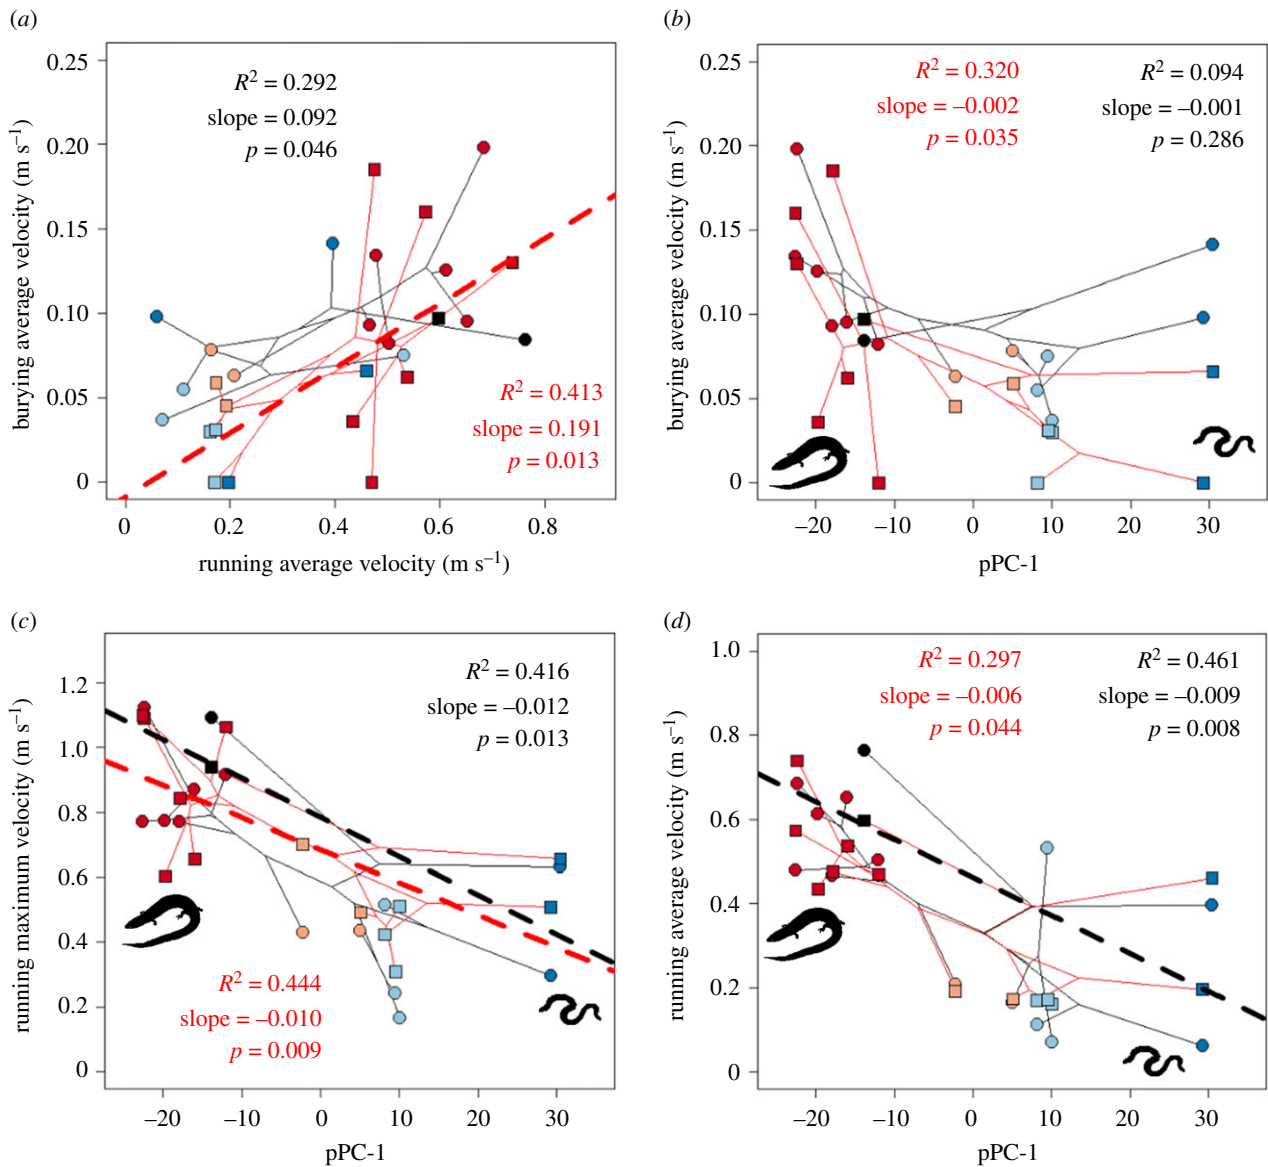 (a)
0.25
0.20
0.15
0.10
0.05
0
burying average velocity (m s–1)
R2 = 0.292
slope = 0.092
p = 0.046
R2 = 0.413
slope = 0.191
p = 0.013
0 0.2 0.4 0.6 0.8
running average velocity (m s–1)
(b)
0.25
0.20
0.15
0.10
0.05
0
burying average velocity (m s–1)
R2 = 0.320
slope = –0.002
p = 0.035
R2 = 0.094
slope = –0.001
p = 0.286
–20 –10 0 10 20 30
pPC-1
(c)
1.2
1.0
0.8
0.6
0.4
0.2
0
running maximum velocity (m s–1)
R2 = 0.416
slope = –0.012
p = 0.013
R2 = 0.444
slope = –0.010
p = 0.009
–20 –10 0 10 20 30
pPC-1
(d)
1.0
0.8
0.6
0.4
0.2
0
running average velocity (m s–1)
R2 = 0.297
slope = –0.006
p = 0.044
R2 = 0.461
slope = –0.009
p = 0.008
–20 –10 0 10 20 30
pPC-1